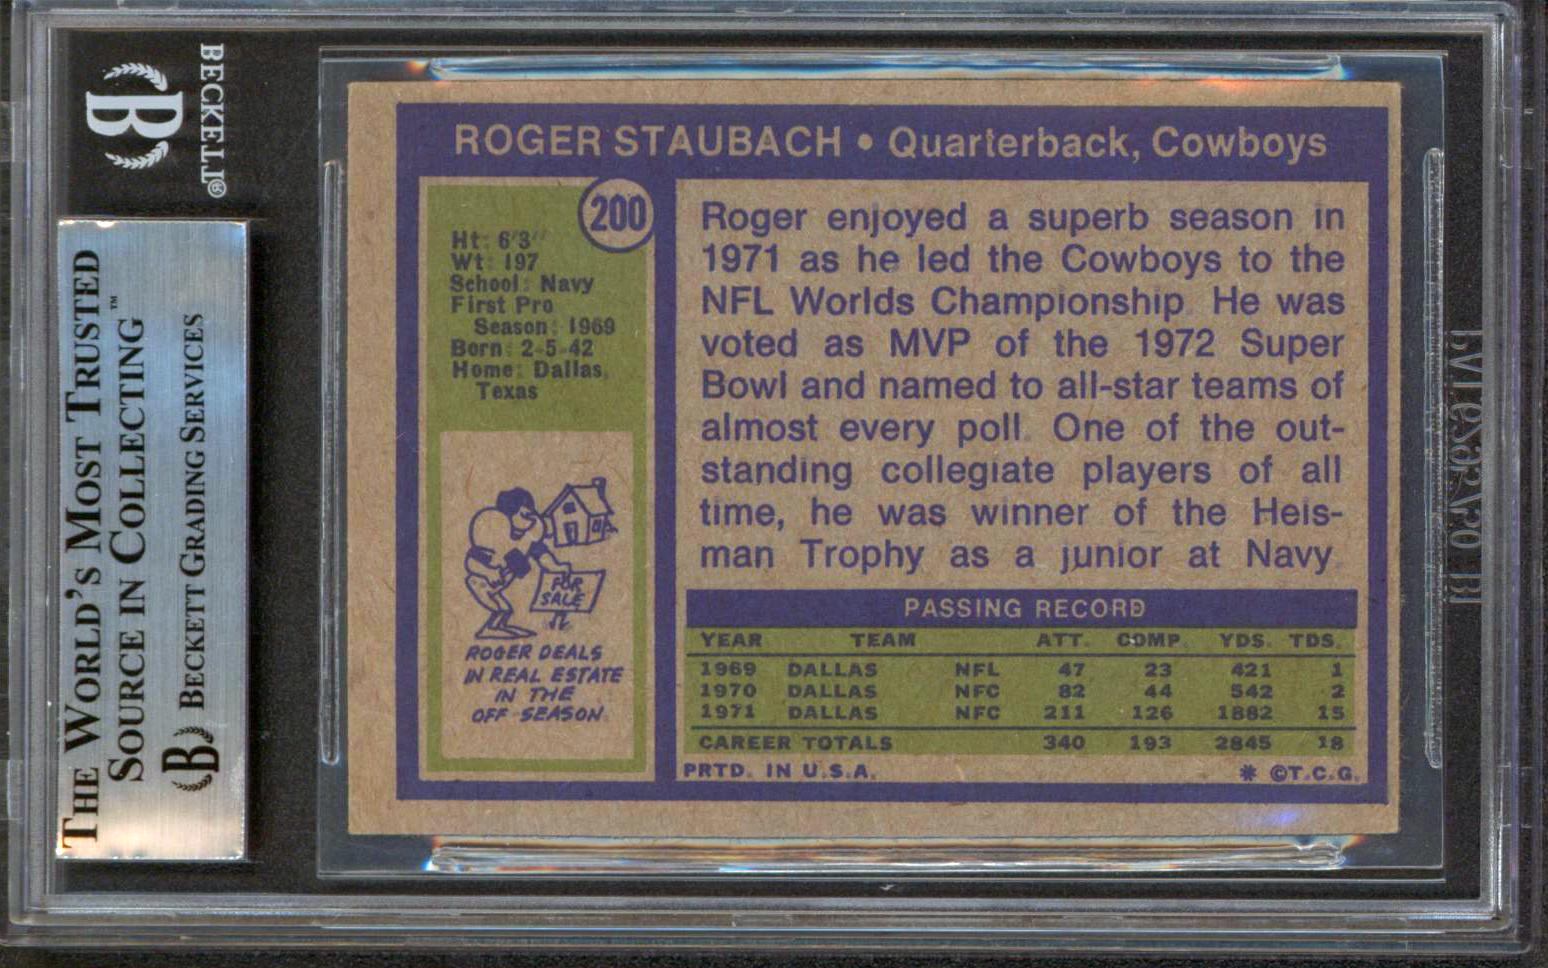 BECKETT®
THE WORLD'S MOST TRUSTED
SOURCE IN COLLECTING™
B BECKETT GRADING SERVICES
ROGER STAUBACH • Quarterback, Cowboys
200
Ht: 6'3"
Wt: 197
School: Navy
First Pro
Season: 1969
Born: 2-5-42
Home: Dallas,
Texas
ROGER DEALS
IN REAL ESTATE
IN THE
OFF SEASON.
FOR
SALE
Roger enjoyed a superb season in
1971 as he led the Cowboys to the
NFL Worlds Championship. He was
voted as MVP of the 1972 Super
Bowl and named to all-star teams of
almost every poll. One of the out-
standing collegiate players of all
time, he was winner of the Heis-
man Trophy as a junior at Navy.
PASSING RECORD
YEAR TEAM ATT. COMP. YDS. TDS.
1969 DALLAS NFL 47 23 421 1
1970 DALLAS NFC 82 44 542 2
1971 DALLAS NFC 211 126 1882 15
CAREER TOTALS 340 193 2845 18
PRTD. IN U.S.A. * ©T.C.G.